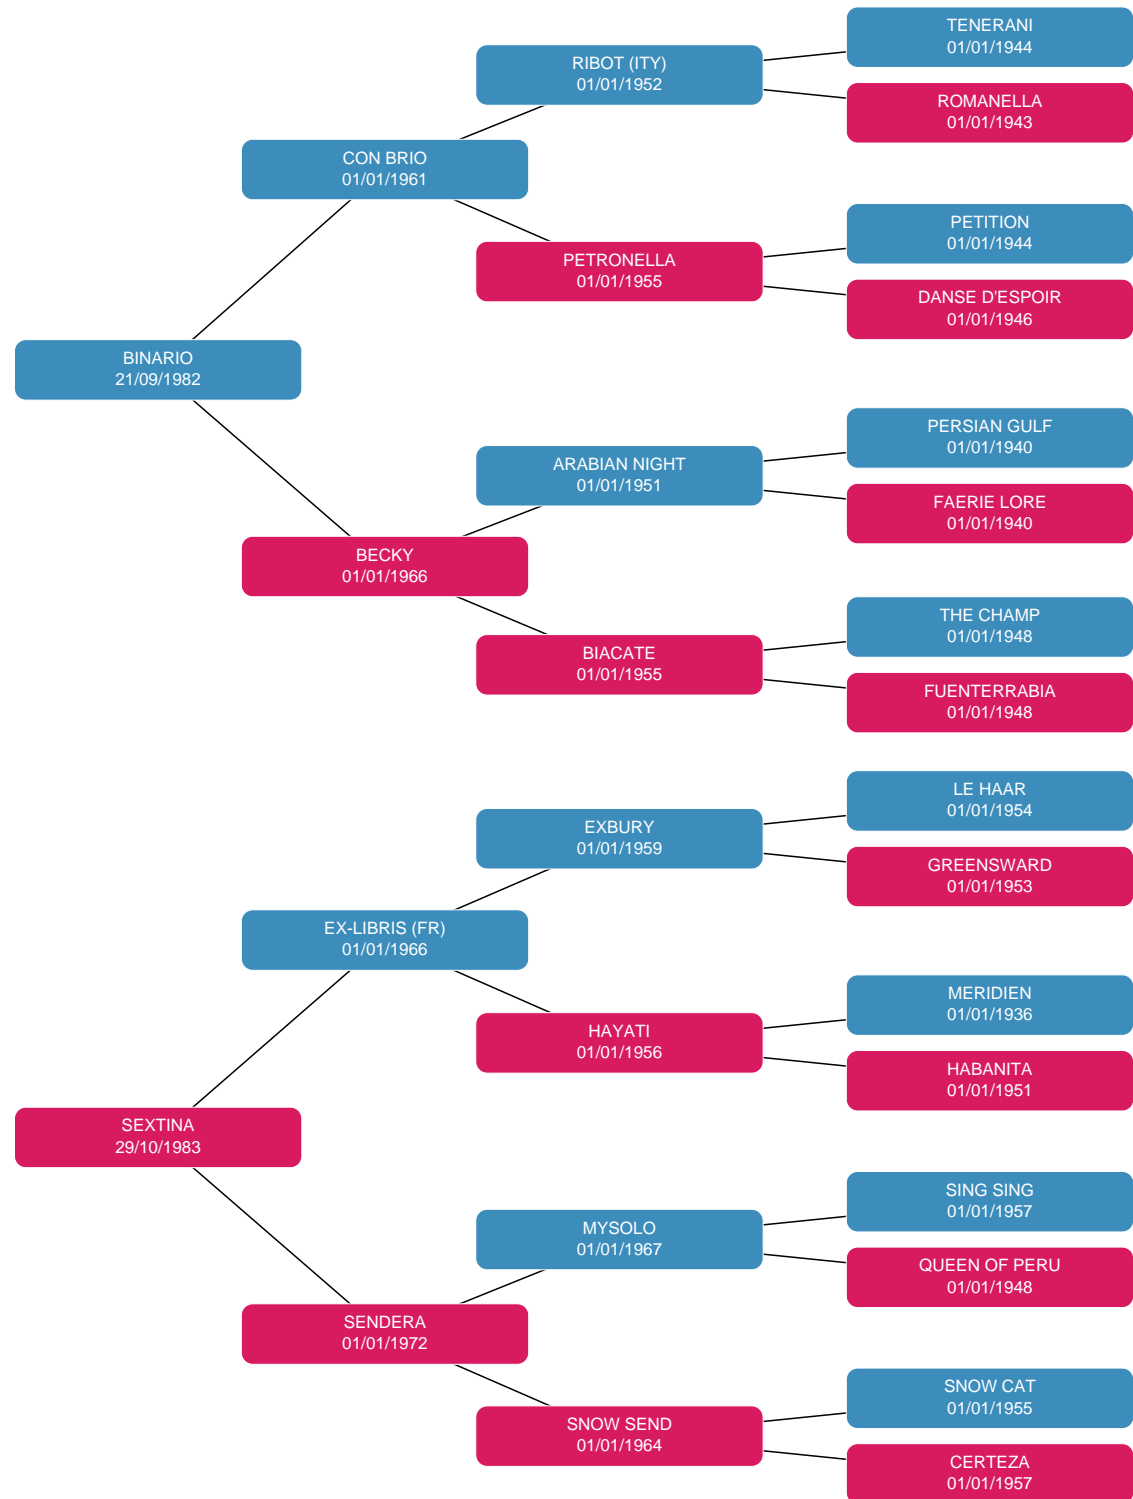 TENERANI
01/01/1944
RIBOT (ITY)
01/01/1952
ROMANELLA
01/01/1943
CON BRIO
01/01/1961
PETITION
01/01/1944
PETRONELLA
01/01/1955
DANSE D'ESPOIR
01/01/1946
BINARIO
21/09/1982
PERSIAN GULF
01/01/1940
ARABIAN NIGHT
01/01/1951
FAERIE LORE
01/01/1940
BECKY
01/01/1966
THE CHAMP
01/01/1948
BIACATE
01/01/1955
FUENTERRABIA
01/01/1948
LE HAAR
01/01/1954
EXBURY
01/01/1959
GREENSWARD
01/01/1953
EX-LIBRIS (FR)
01/01/1966
MERIDIEN
01/01/1936
HAYATI
01/01/1956
HABANITA
01/01/1951
SEXTINA
29/10/1983
SING SING
01/01/1957
MYSOLO
01/01/1967
QUEEN OF PERU
01/01/1948
SENDERA
01/01/1972
SNOW CAT
01/01/1955
SNOW SEND
01/01/1964
CERTEZA
01/01/1957